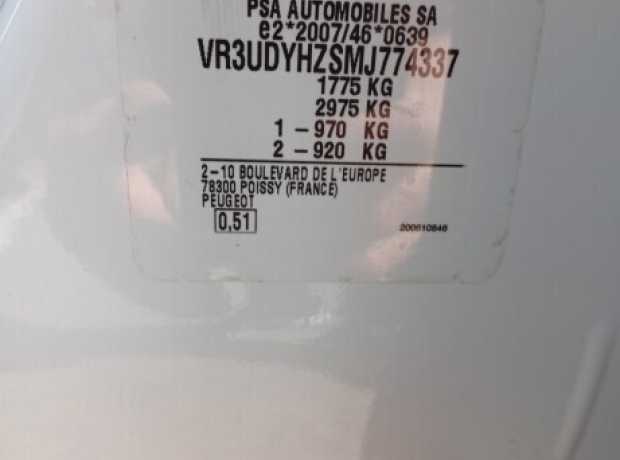 PSA AUTOMOBILES SA
e2*2007/46*0639
VR3UDYHZSMJ774337
1775 KG
2975 KG
1 – 970 KG
2 – 920 KG
2–10 BOULEVARD DE L'EUROPE
78300 POISSY (FRANCE)
PEUGEOT
0,51
200610846